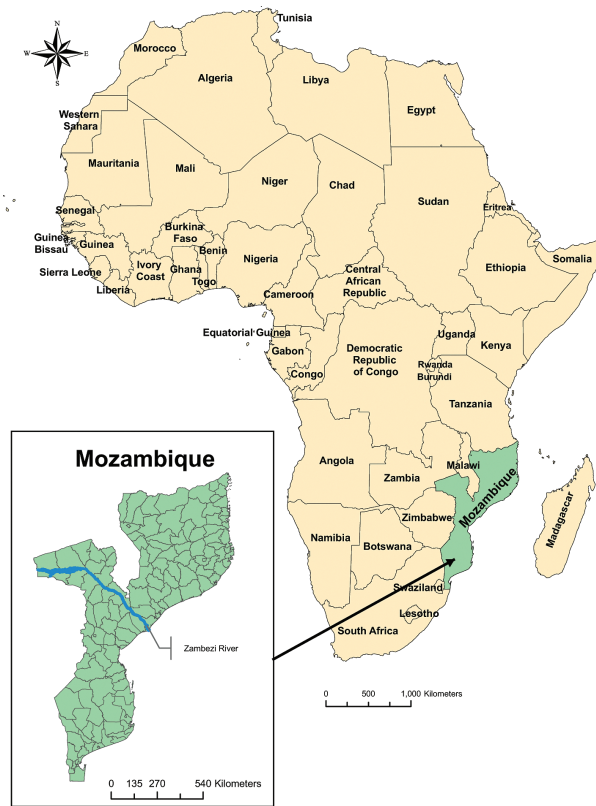 Tunisia
Morocco
N
W
E
S
Algeria
Libya
Egypt
Western
Sahara
Mauritania
Mali
Niger
Chad
Sudan
Eritrea
Senegal
Burkina
Faso
Guinea
Bissau
Guinea
Benin
Nigeria
Ethiopia
Somalia
Sierra Leone
Ivory
Coast
Ghana
Togo
Liberia
Central
African
Republic
Cameroon
Equatorial Guinea
Gabon
Congo
Democratic
Republic
of Congo
Uganda
Kenya
Rwanda
Burundi
Tanzania
Angola
Zambia
Malawi
Mozambique
Zimbabwe
Namibia
Botswana
Madagascar
Swaziland
Lesotho
South Africa
0 500 1,000 Kilometers
Mozambique
Zambezi River
0 135 270 540 Kilometers